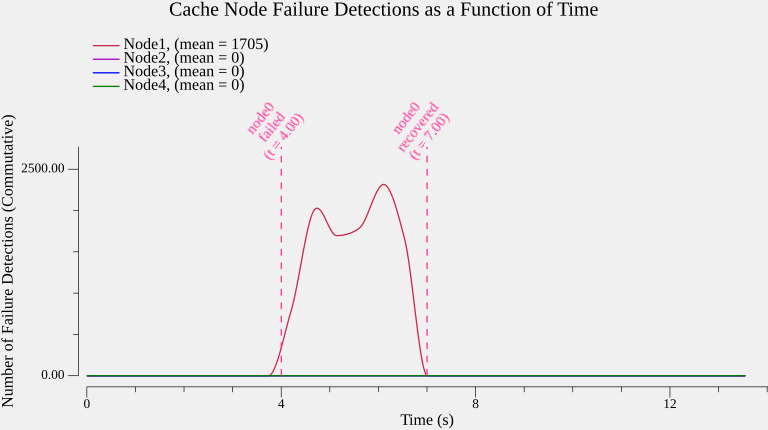 Cache Node Failure Detections as a Function of Time
Node1, (mean = 1705)
Node2, (mean = 0)
Node3, (mean = 0)
Node4, (mean = 0)
node0
failed
(t = 4.00)
node0
recovered
(t = 7.00)
Number of Failure Detections (Commutative)
2500.00
0.00
0
4
8
12
Time (s)